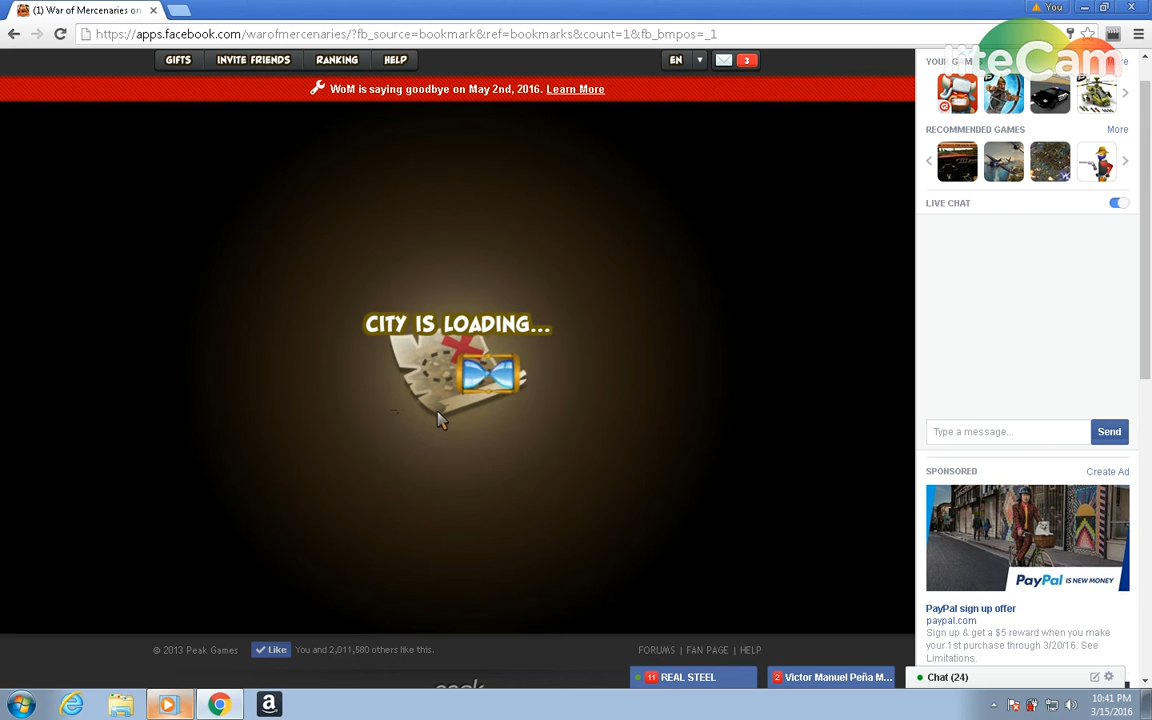 (1) War of Mercenaries on
You
https://apps.facebook.com/warofmercenaries/?fb_source=bookmark&ref=bookmarks&count=1&fb_bmpos=_1
liteCam
GIFTS INVITE FRIENDS RANKING HELP EN 3
WoM is saying goodbye on May 2nd, 2016. Learn More
CITY IS LOADING...
© 2013 Peak Games Like You and 2,011,580 others like this. FORUMS | FAN PAGE | HELP
YOUR GAM
RECOMMENDED GAMES More
LIVE CHAT
Type a message... Send
SPONSORED Create Ad
PayPal IS NEW MONEY
PayPal sign up offer
paypal.com
Sign up & get a $5 reward when you make
your 1st purchase through 3/20/16. See
Limitations.
11 REAL STEEL 2 Victor Manuel Peña M... Chat (24)
10:41 PM
3/15/2016